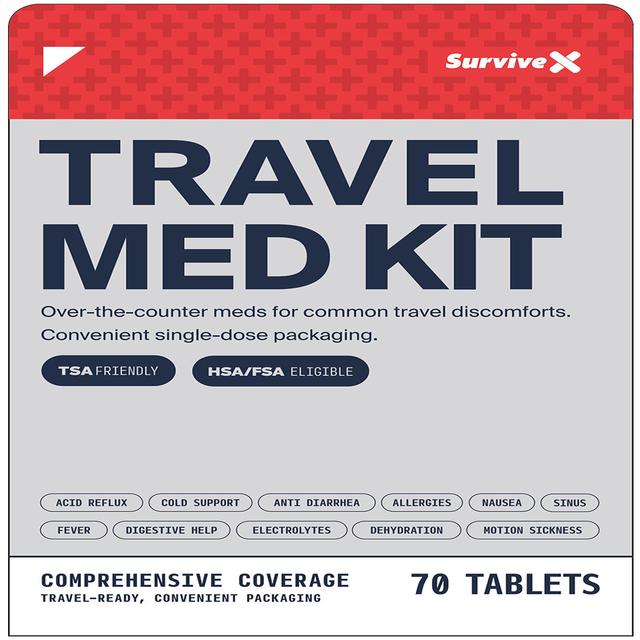 SurviveX
TRAVEL
MED KIT
Over-the-counter meds for common travel discomforts.
Convenient single-dose packaging.
TSA FRIENDLY HSA/FSA ELIGIBLE
ACID REFLUX COLD SUPPORT ANTI DIARRHEA ALLERGIES NAUSEA SINUS
FEVER DIGESTIVE HELP ELECTROLYTES DEHYDRATION MOTION SICKNESS
COMPREHENSIVE COVERAGE 70 TABLETS
TRAVEL-READY, CONVENIENT PACKAGING